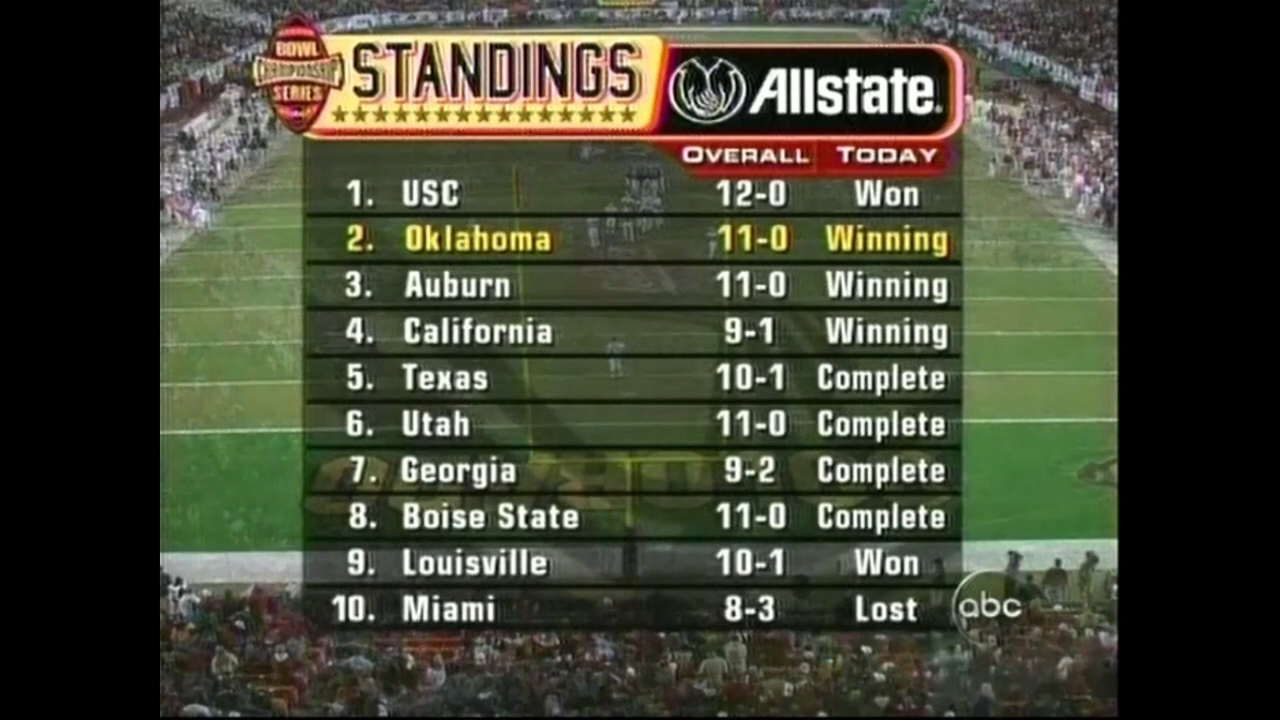 BOWL
CHAMPIONSHIP
SERIES
STANDINGS
Allstate.
OVERALL TODAY
1. USC 12-0 Won
2. Oklahoma 11-0 Winning
3. Auburn 11-0 Winning
4. California 9-1 Winning
5. Texas 10-1 Complete
6. Utah 11-0 Complete
7. Georgia 9-2 Complete
8. Boise State 11-0 Complete
9. Louisville 10-1 Won
10. Miami 8-3 Lost
abc